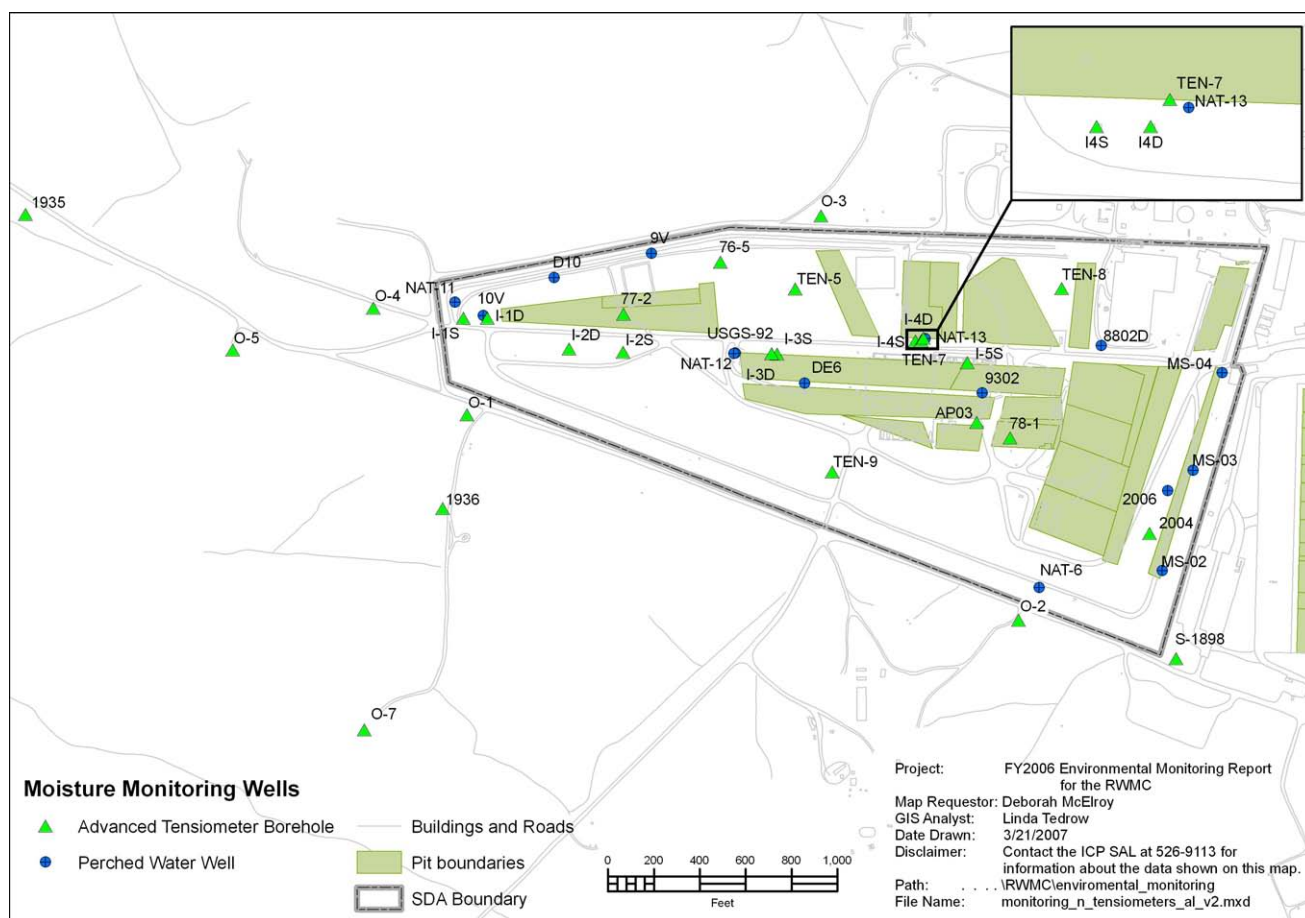 TEN-7
NAT-13
I4S
I4D
1935
O-3
9V
76-5
D10
TEN-5
TEN-8
NAT-11
10V
O-4
77-2
I-1D
I-1S
I-4D
O-5
I-2D
I-2S
USGS-92
I-3S
I-4S
NAT-13
8802D
NAT-12
TEN-7
I-5S
MS-04
I-3D
DE6
9302
O-1
AP03
78-1
TEN-9
MS-03
1936
2006
2004
MS-02
NAT-6
O-2
S-1898
O-7
Moisture Monitoring Wells
Advanced Tensiometer Borehole
Perched Water Well
Buildings and Roads
Pit boundaries
SDA Boundary
0 200 400 600 800 1,000
Feet
Project: FY2006 Environmental Monitoring Report
for the RWMC
Map Requestor: Deborah McElroy
GIS Analyst: Linda Tedrow
Date Drawn: 3/21/2007
Disclaimer: Contact the ICP SAL at 526-9113 for
information about the data shown on this map.
Path: . . . . \RWMC\enviromental_monitoring
File Name: monitoring_n_tensiometers_al_v2.mxd